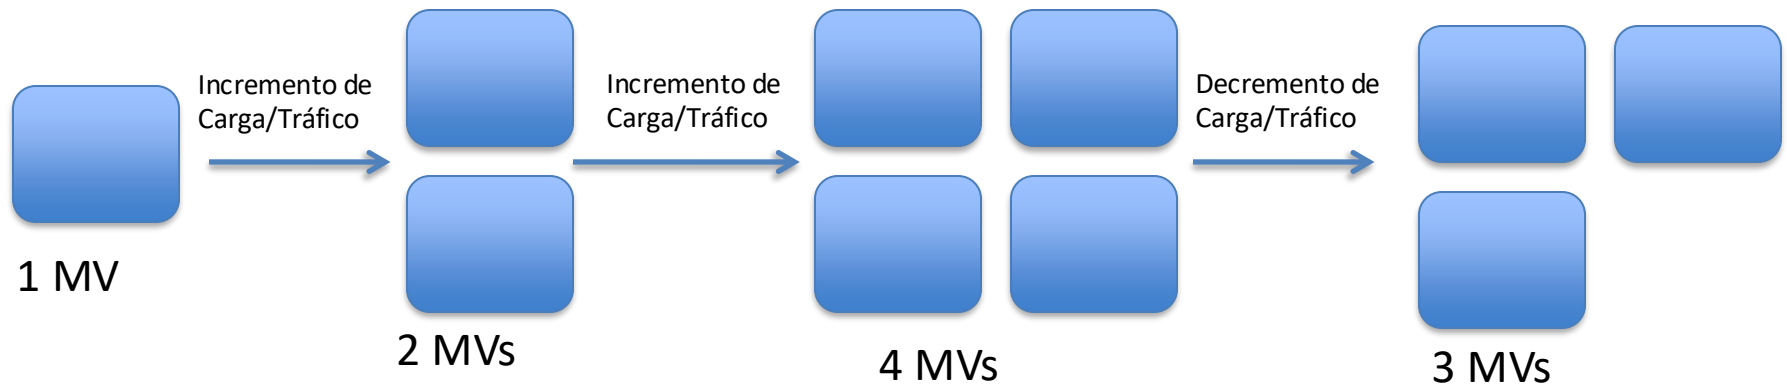 Incremento de
Carga/Tráfico
Incremento de
Carga/Tráfico
Decremento de
Carga/Tráfico
1 MV
2 MVs
4 MVs
3 MVs